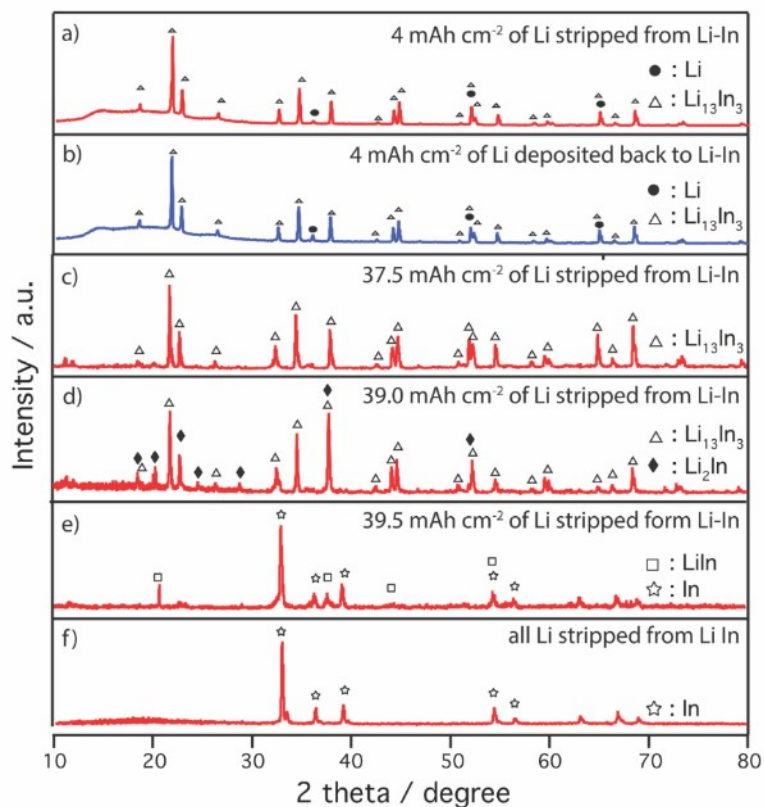 a) 4 mAh cm⁻² of Li stripped from Li-In
● : Li
△ : Li₁₃In₃
b) 4 mAh cm⁻² of Li deposited back to Li-In
● : Li
△ : Li₁₃In₃
c) 37.5 mAh cm⁻² of Li stripped from Li-In
△ : Li₁₃In₃
d) 39.0 mAh cm⁻² of Li stripped from Li-In
△ : Li₁₃In₃
◆ : Li₂In
e) 39.5 mAh cm⁻² of Li stripped form Li-In
□ : LiIn
☆ : In
f) all Li stripped from Li In
☆ : In
Intensity / a.u.
10 20 30 40 50 60 70 80
2 theta / degree